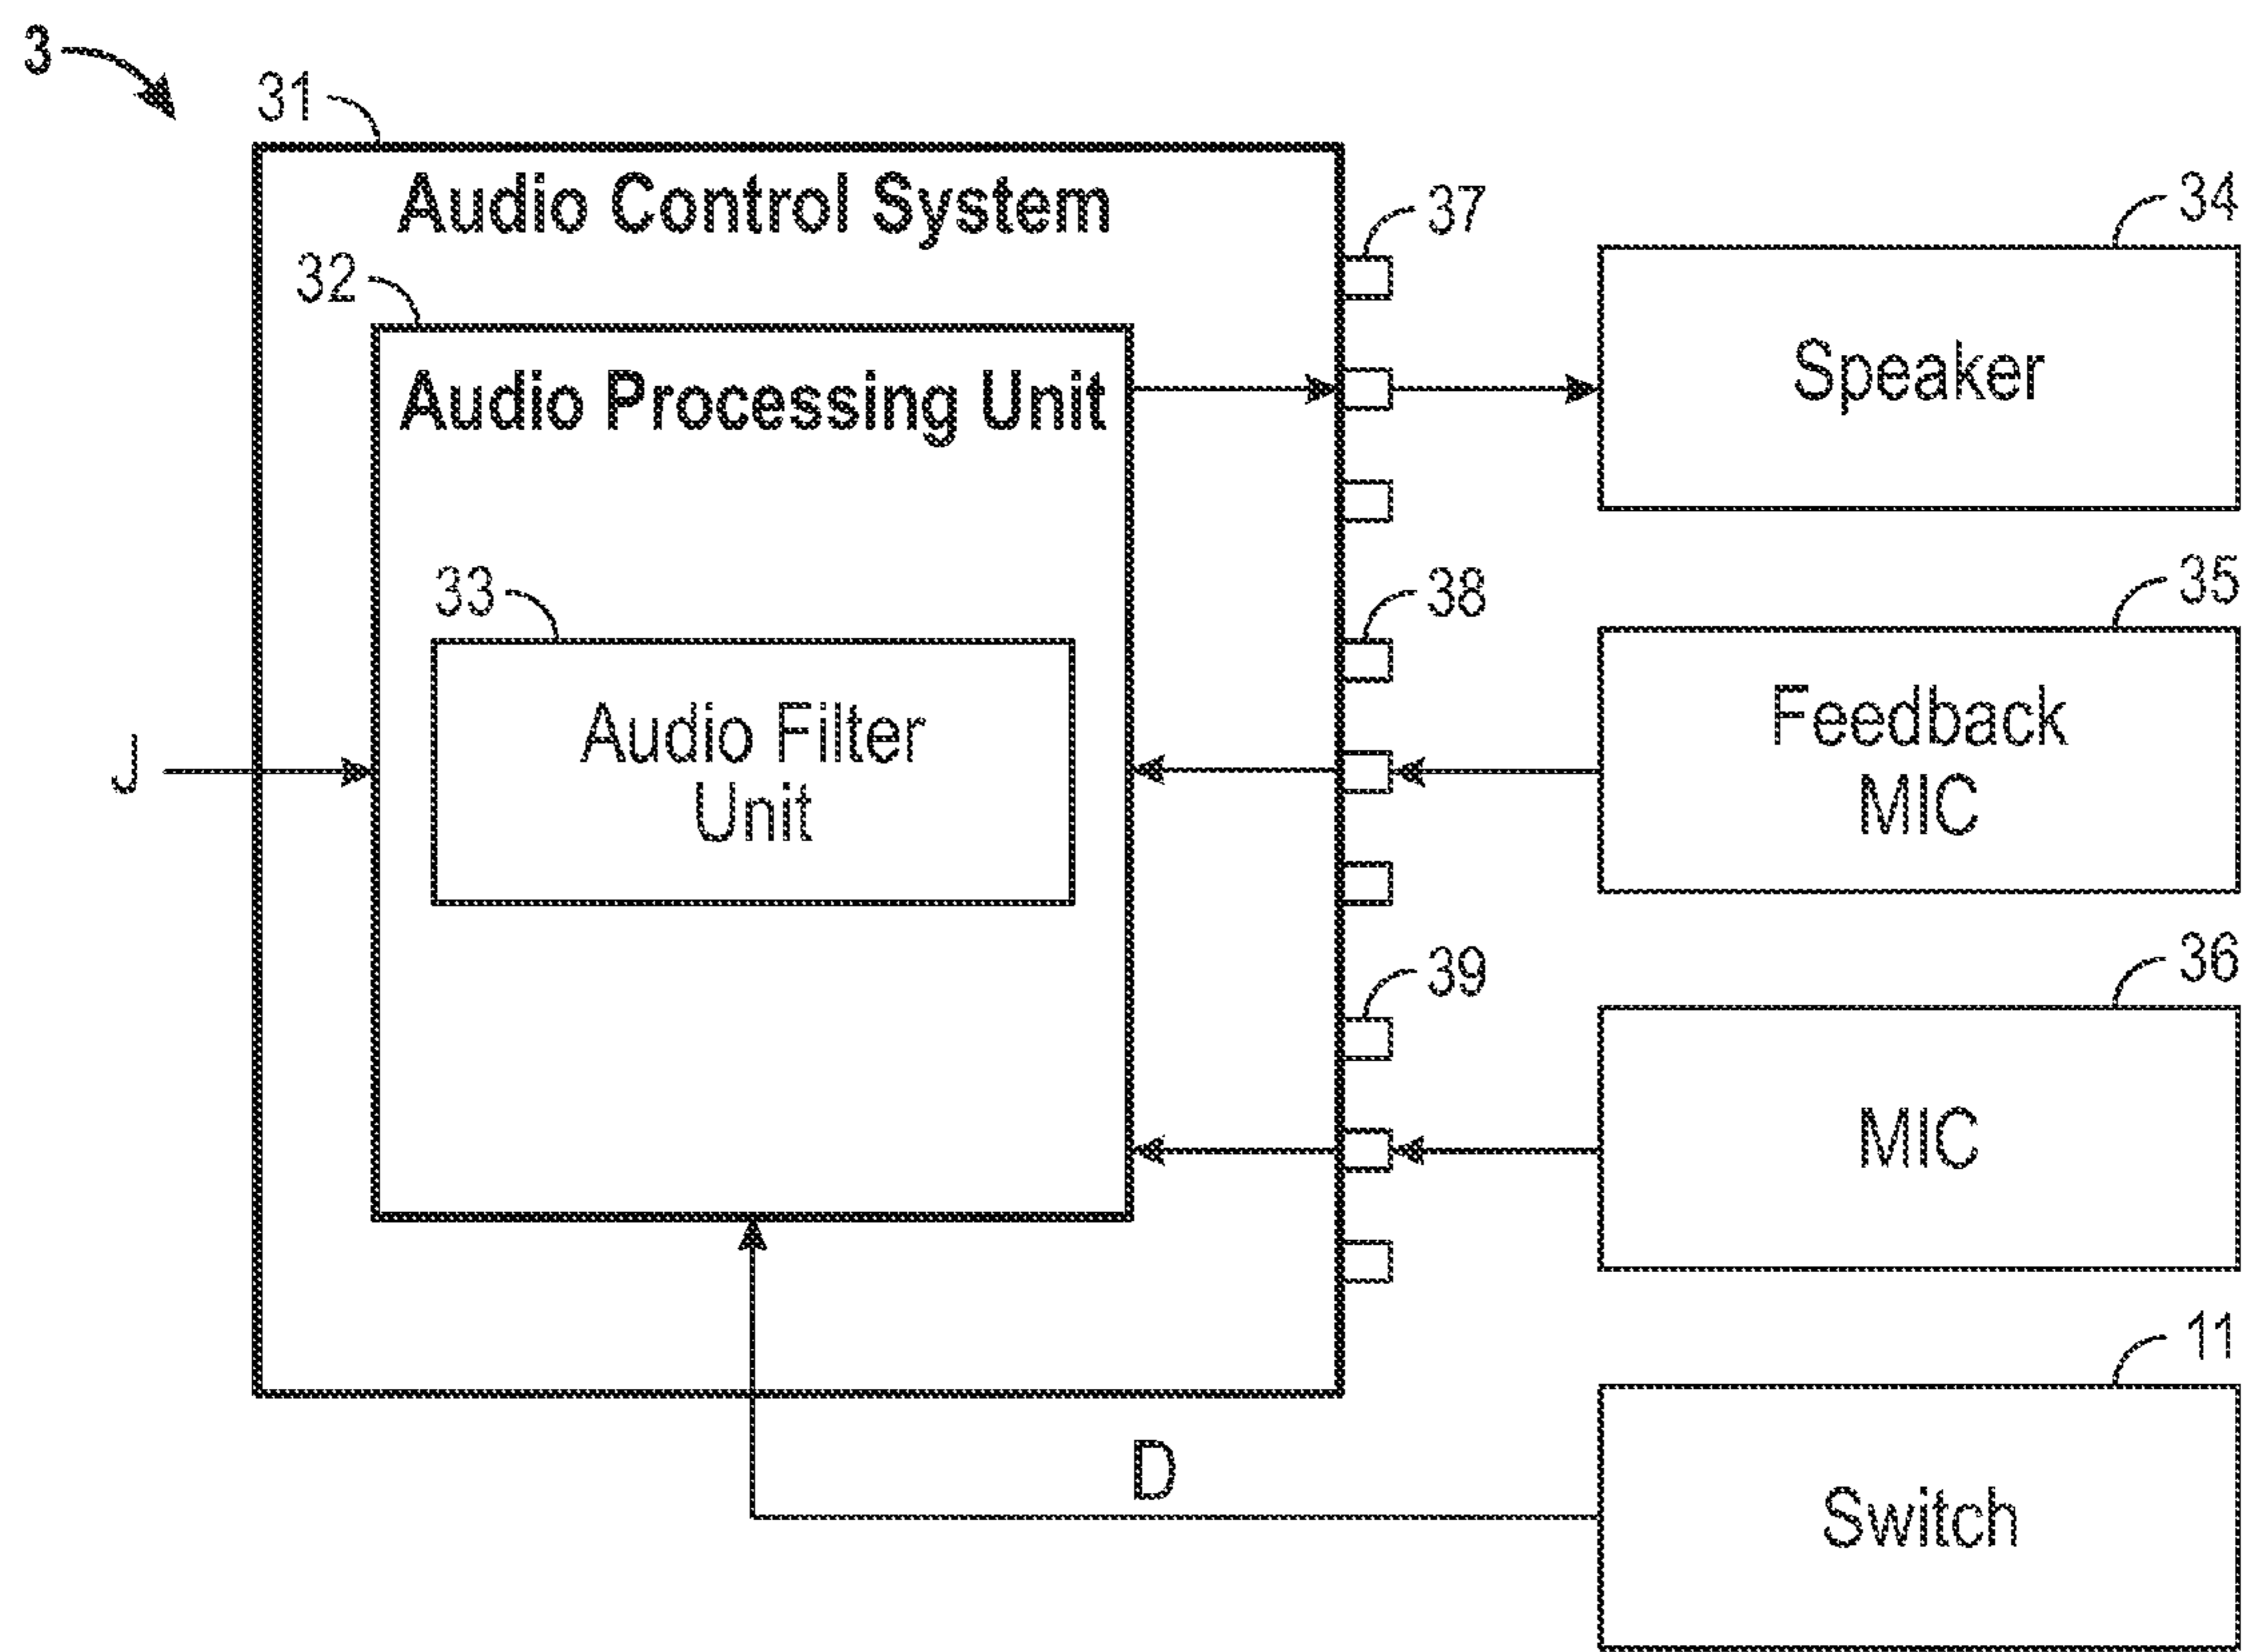 3
31
Audio Control System
37
34
32
Speaker
Audio Processing Unit
33
38
35
Audio Filter
Unit
Feedback
MIC
J
39
36
MIC
11
D
Switch